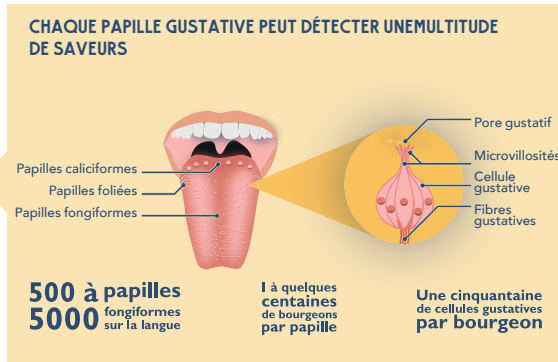 CHAQUE PAPILLE GUSTATIVE PEUT DÉTECTER UNEMULTITUDE
DE SAVEURS
Papilles caliciformes
Papilles foliées
Papilles fongiformes
Pore gustatif
Microvillosités
Cellule
gustative
Fibres
gustatives
500 à papilles
5000 fongiformes
sur la langue
1 à quelques
centaines
de bourgeons
par papille
Une cinquantaine
de cellules gustatives
par bourgeon